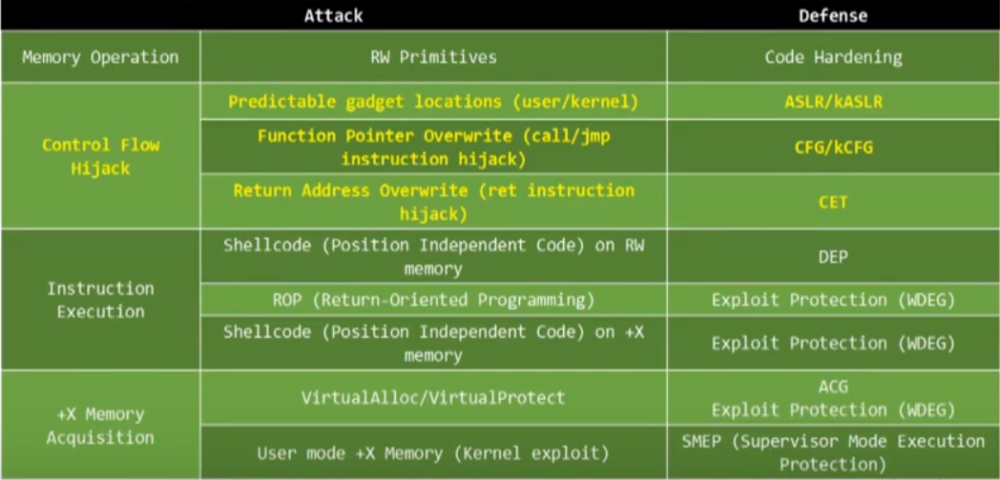 Attack Defense
Memory Operation RW Primitives Code Hardening
Predictable gadget locations (user/kernel) ASLR/kASLR
Control Flow
Hijack
Function Pointer Overwrite (call/jmp
instruction hijack)
CFG/kCFG
Return Address Overwrite (ret instruction
hijack)
CET
Instruction
Execution
Shellcode (Position Independent Code) on RW
memory
DEP
ROP (Return-Oriented Programming) Exploit Protection (WDEG)
Shellcode (Position Independent Code) on +X
memory
Exploit Protection (WDEG)
+X Memory
Acquisition
VirtualAlloc/VirtualProtect
ACG
Exploit Protection (WDEG)
User mode +X Memory (Kernel exploit)
SMEP (Supervisor Mode Execution
Protection)